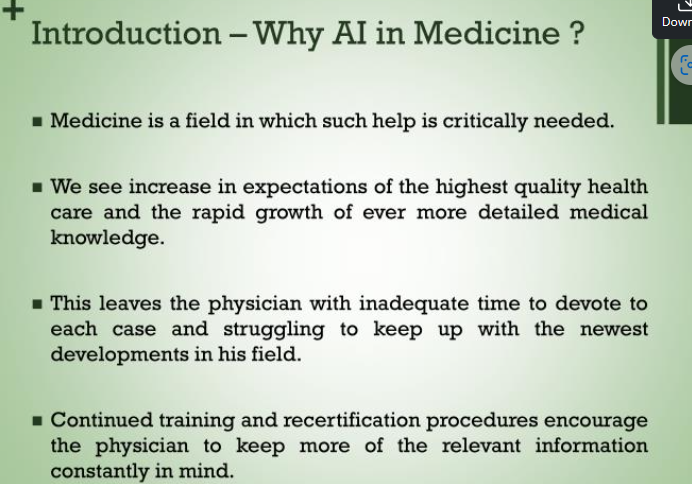 +
Introduction – Why AI in Medicine ?
▪ Medicine is a field in which such help is critically needed.
▪ We see increase in expectations of the highest quality health
care and the rapid growth of ever more detailed medical
knowledge.
▪ This leaves the physician with inadequate time to devote to
each case and struggling to keep up with the newest
developments in his field.
▪ Continued training and recertification procedures encourage
the physician to keep more of the relevant information
constantly in mind.